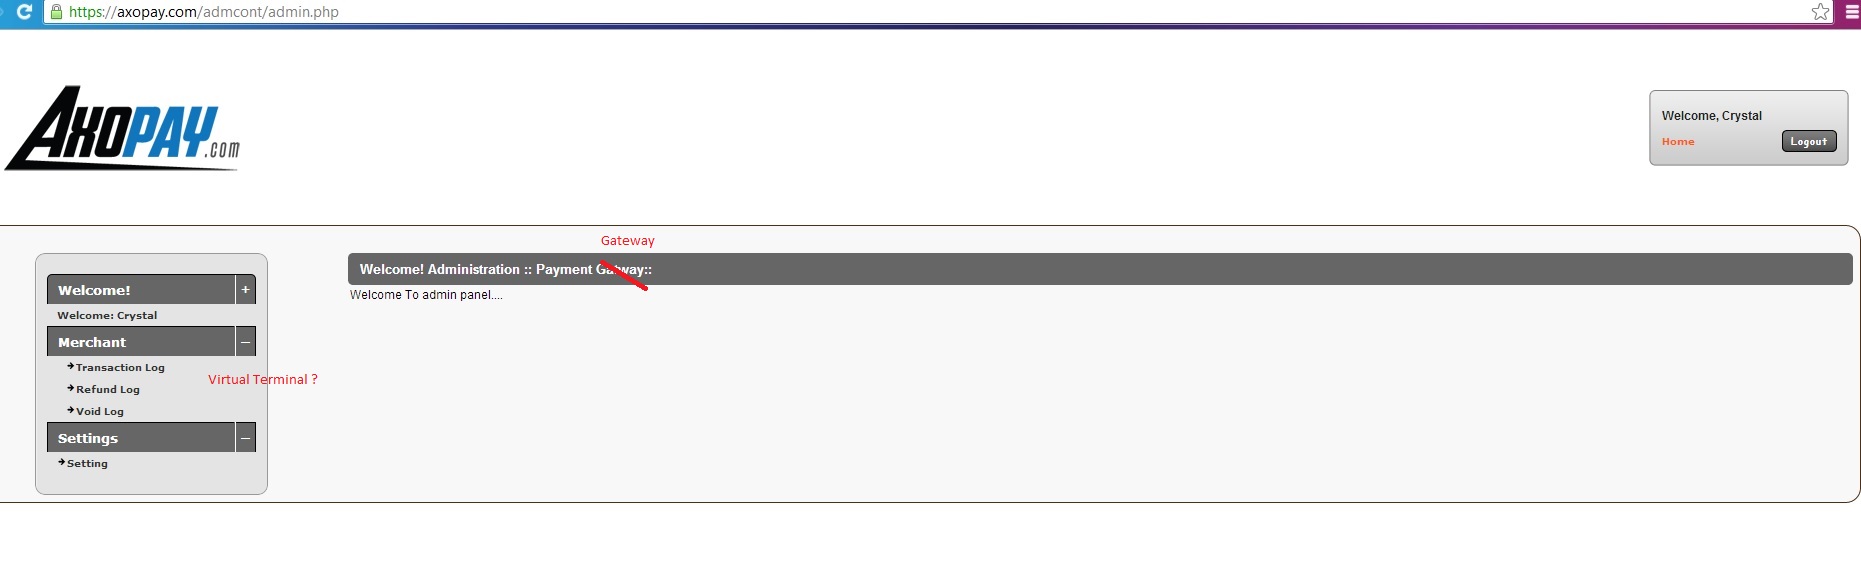 https://axopay.com/admcont/admin.php
AXOPAY.com
Welcome, Crystal
Home
Logout
Gateway
Welcome! Administration :: Payment Gatway::
Welcome To admin panel....
Welcome!
+
Welcome: Crystal
Merchant
–
Transaction Log
Virtual Terminal ?
Refund Log
Void Log
Settings
–
Setting